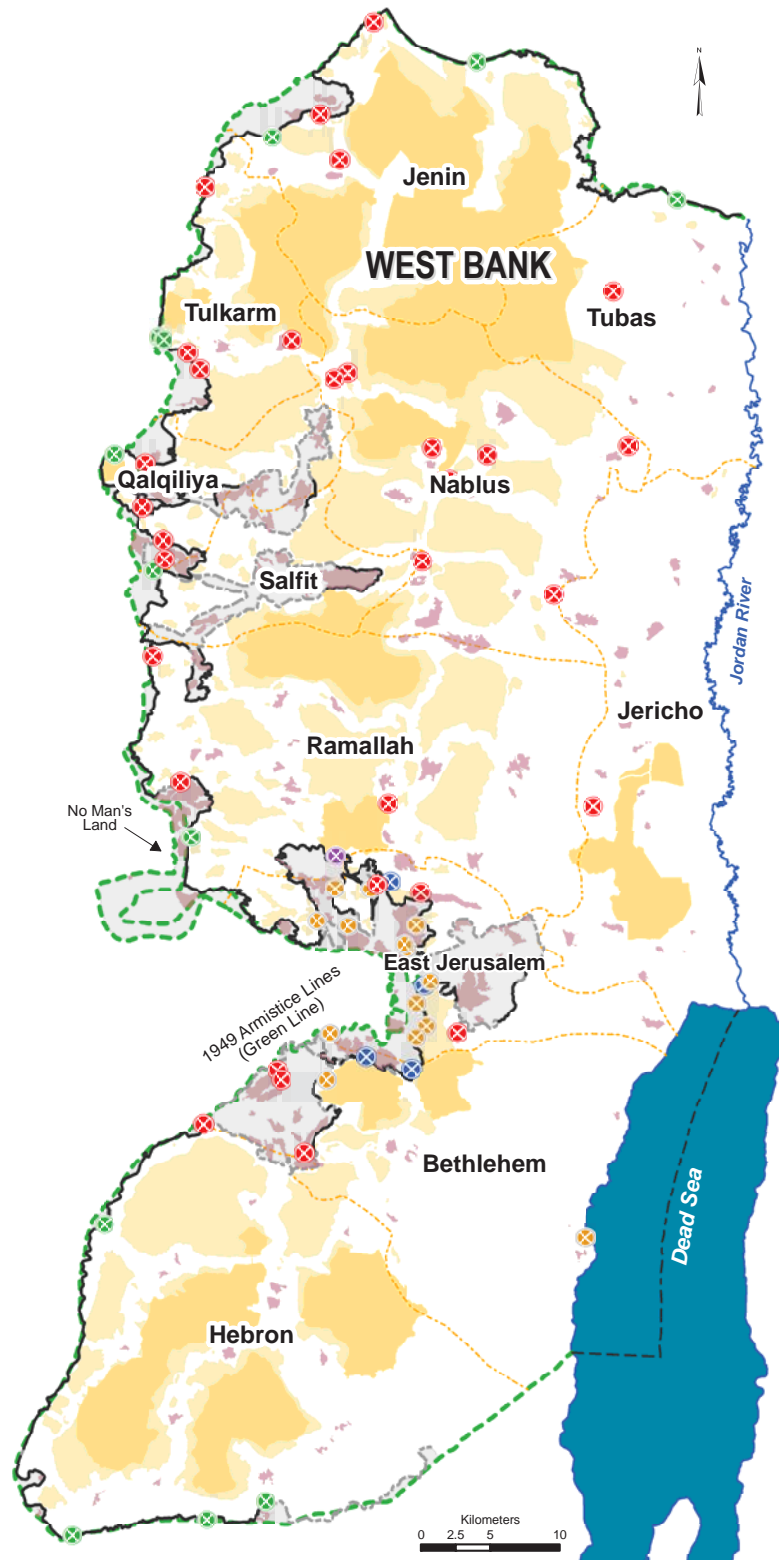 N
Jenin
WEST BANK
Tulkarm
Tubas
Qalqiliya
Nablus
Salfit
Jordan River
Jericho
Ramallah
No Man's
Land
East Jerusalem
1949 Armistice Lines
(Green Line)
Bethlehem
Dead Sea
Hebron
Kilometers
0 2.5 5 10